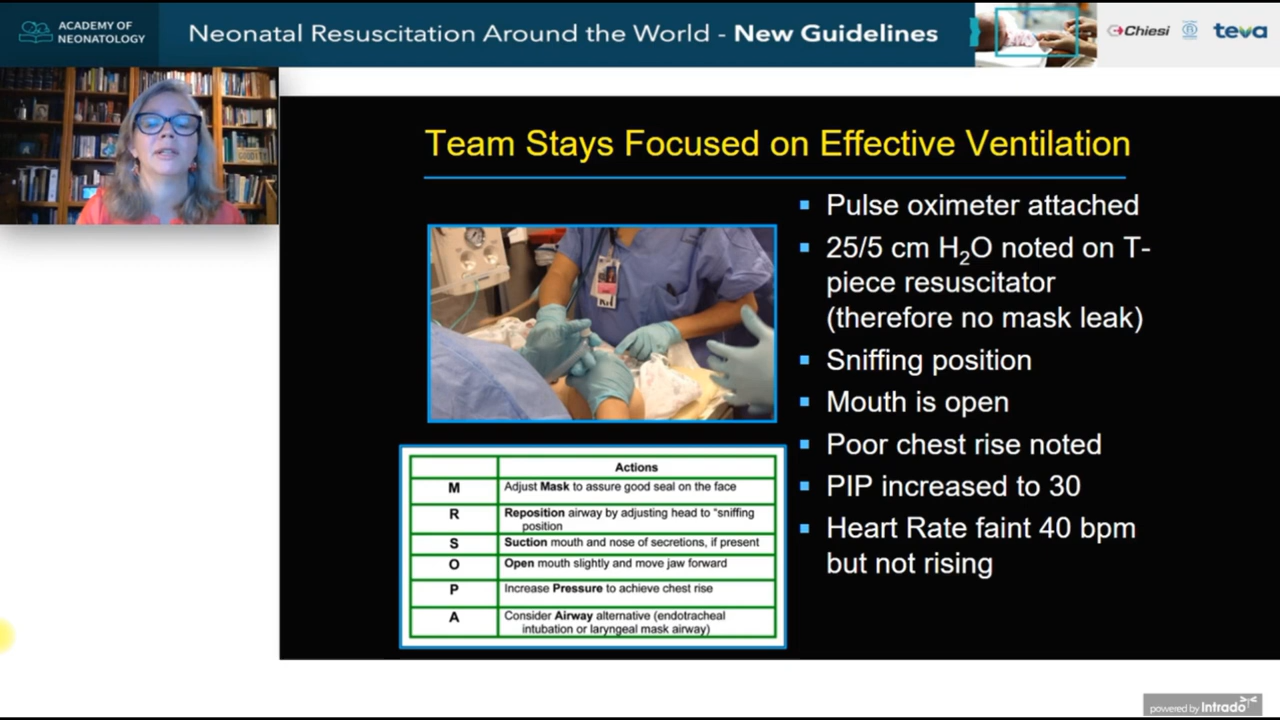 ACADEMY OF
NEONATOLOGY
Neonatal Resuscitation Around the World - New Guidelines
Chiesi
teva
Team Stays Focused on Effective Ventilation
▪ Pulse oximeter attached
▪ 25/5 cm H₂O noted on T-
piece resuscitator
(therefore no mask leak)
▪ Sniffing position
▪ Mouth is open
▪ Poor chest rise noted
▪ PIP increased to 30
▪ Heart Rate faint 40 bpm
but not rising
Actions
M Adjust Mask to assure good seal on the face
R Reposition airway by adjusting head to "sniffing
position
S Suction mouth and nose of secretions, if present
O Open mouth slightly and move jaw forward
P Increase Pressure to achieve chest rise
A Consider Airway alternative (endotracheal
intubation or laryngeal mask airway)
powered by Intrado